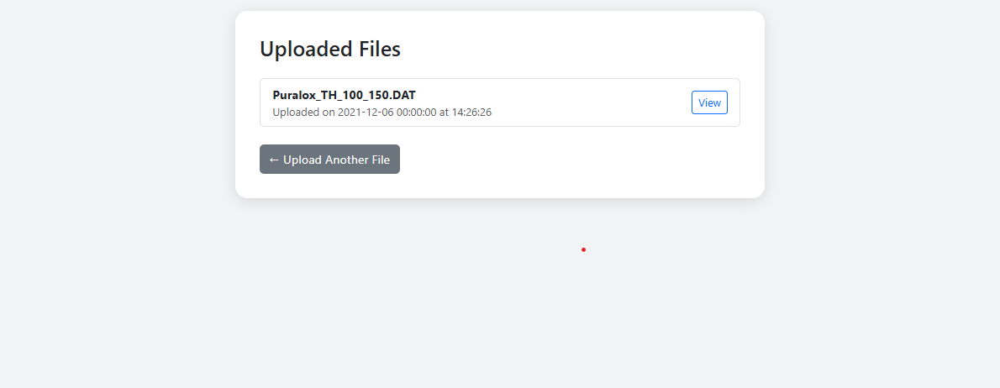 Uploaded Files
Puralox_TH_100_150.DAT
Uploaded on 2021-12-06 00:00:00 at 14:26:26
View
← Upload Another File